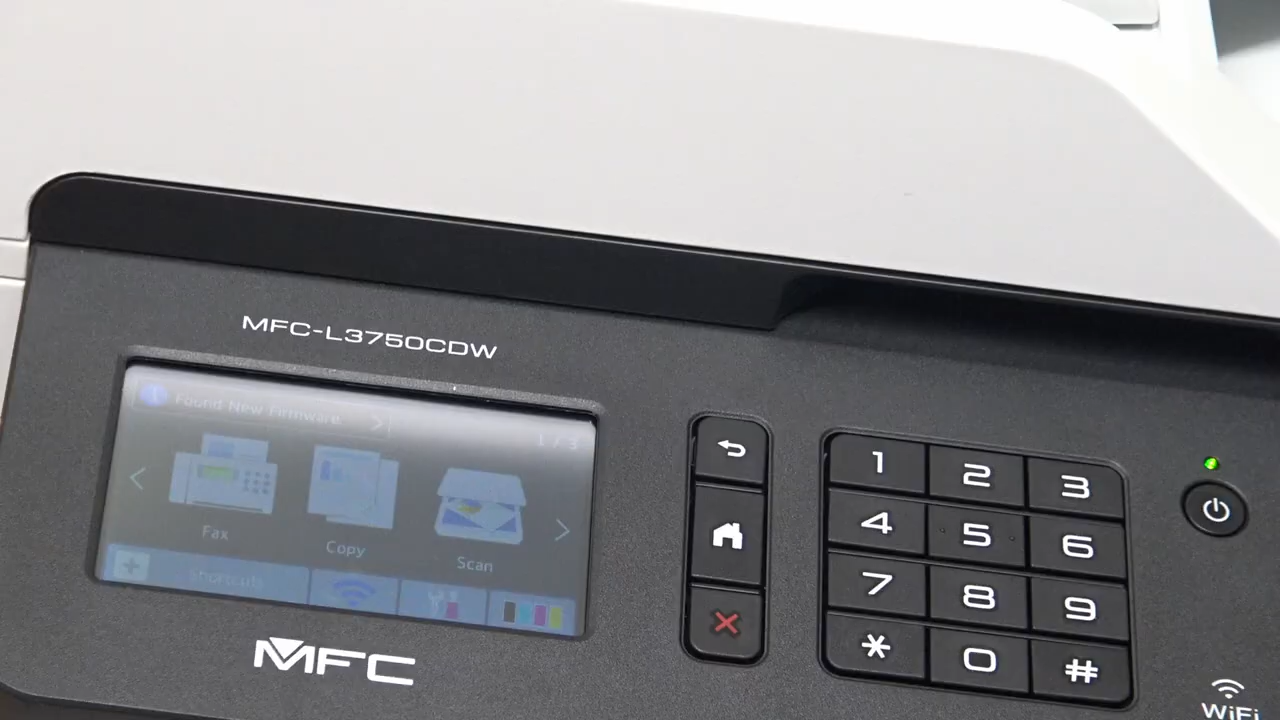 MFC-L3750CDW
Found New Firmware
1 / 3
Fax
Copy
Scan
Shortcuts
MFC
1 2 3
4 5 6
7 8 9
* 0 #
WiFi